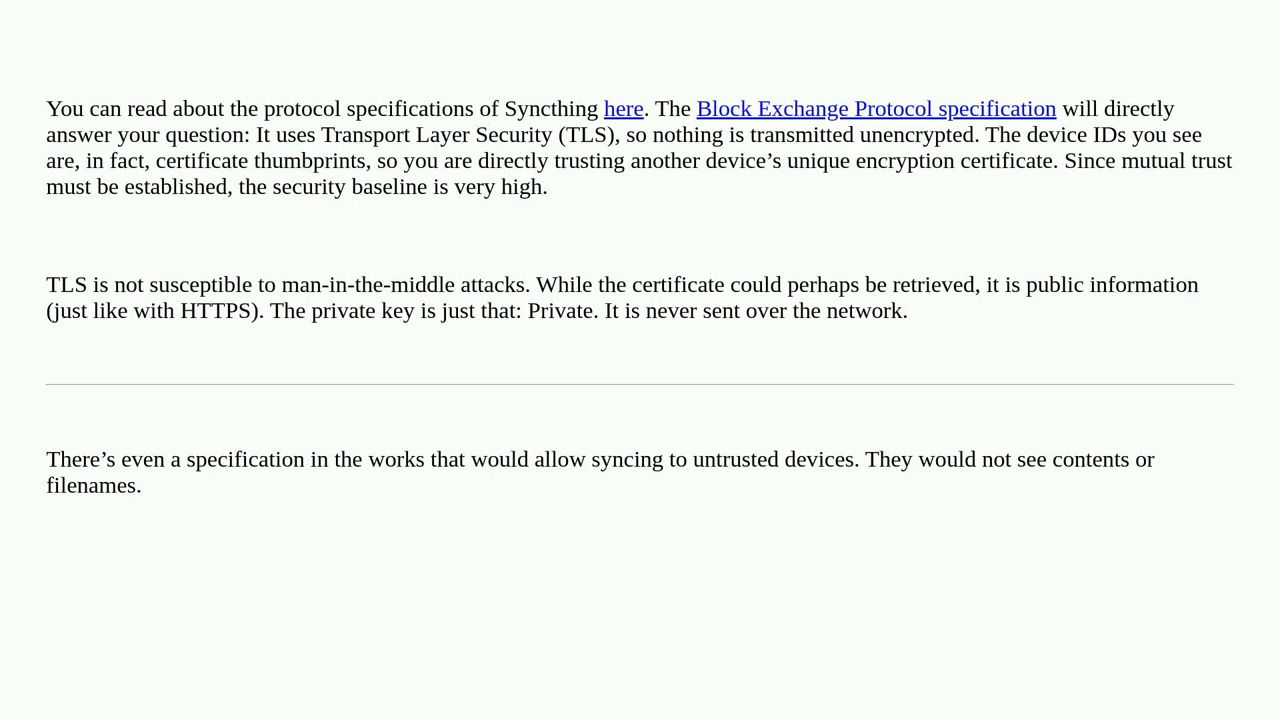 You can read about the protocol specifications of Syncthing here. The Block Exchange Protocol specification will directly
answer your question: It uses Transport Layer Security (TLS), so nothing is transmitted unencrypted. The device IDs you see
are, in fact, certificate thumbprints, so you are directly trusting another device’s unique encryption certificate. Since mutual trust
must be established, the security baseline is very high.
TLS is not susceptible to man-in-the-middle attacks. While the certificate could perhaps be retrieved, it is public information
(just like with HTTPS). The private key is just that: Private. It is never sent over the network.
There’s even a specification in the works that would allow syncing to untrusted devices. They would not see contents or
filenames.